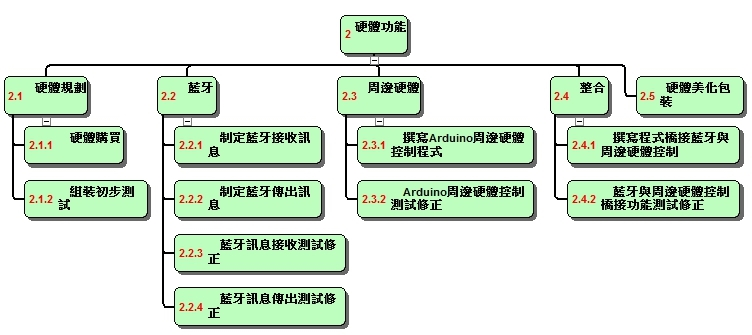 2 硬體功能
2.1 硬體規劃
2.2 藍牙
2.3 周邊硬體
2.4 整合
2.5 硬體美化包
裝
2.1.1 硬體購買
2.1.2 組裝初步測
試
2.2.1 制定藍牙接收訊
息
2.2.2 制定藍牙傳出訊
息
2.2.3 藍牙訊息接收測試修
正
2.2.4 藍牙訊息傳出測試修
正
2.3.1 撰寫Arduino周邊硬體
控制程式
2.3.2 Arduino周邊硬體控制
測試修正
2.4.1 撰寫程式橋接藍牙與
周邊硬體控制
2.4.2 藍牙與周邊硬體控制
橋接功能測試修正